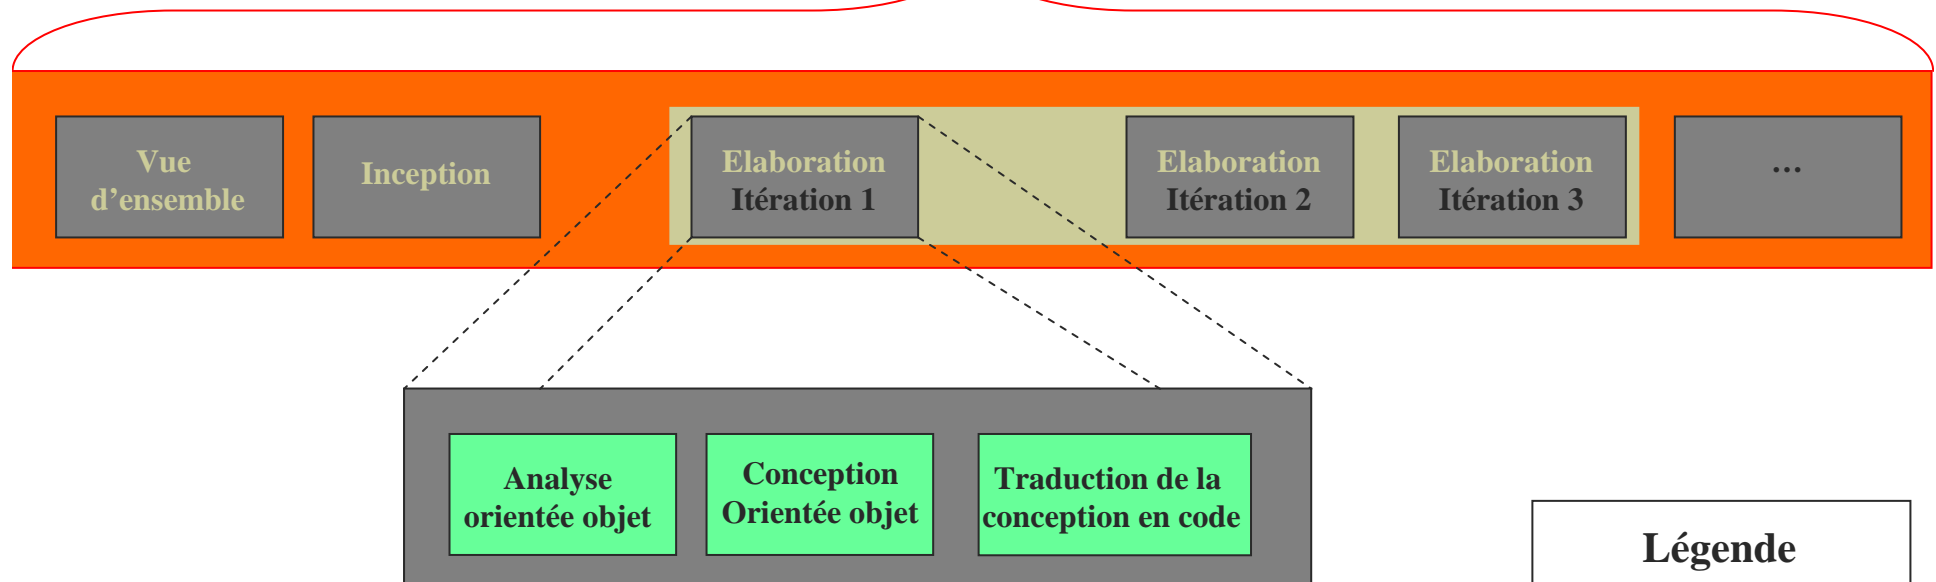 Vue
d’ensemble
Inception
Elaboration
Itération 1
Elaboration
Itération 2
Elaboration
Itération 3
...
Analyse
orientée objet
Conception
Orientée objet
Traduction de la
conception en code
Légende